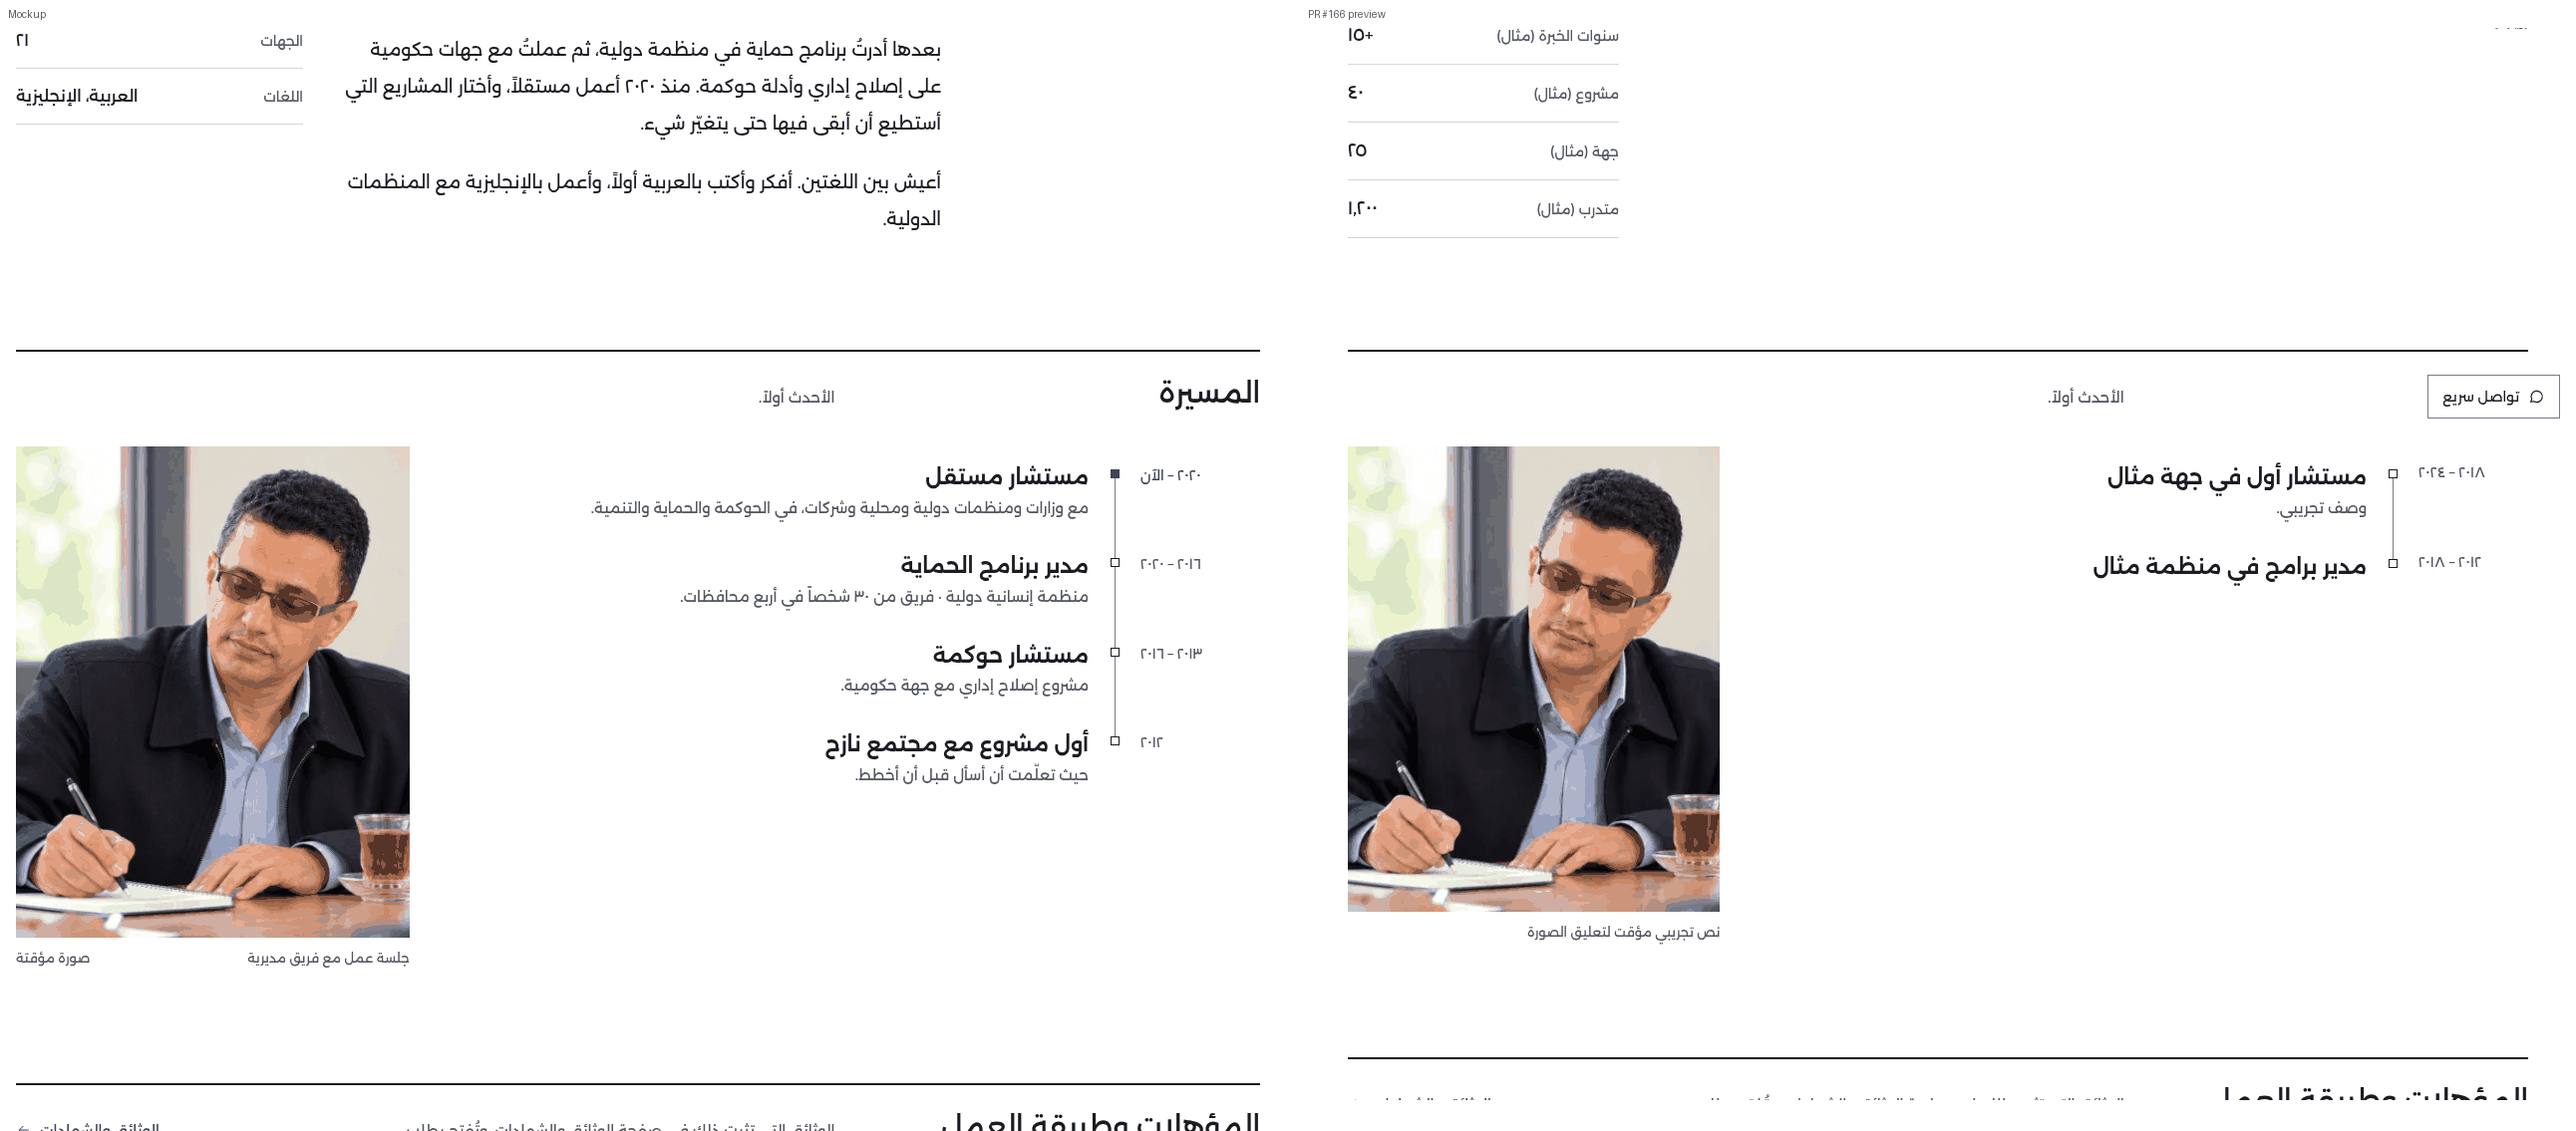 Mockup
الجهات ٢١
اللغات العربية، الإنجليزية
بعدها أدرتُ برنامج حماية في منظمة دولية، ثم عملتُ مع جهات حكومية
على إصلاح إداري وأدلة حوكمة. منذ ٢٠٢٠ أعمل مستقلاً، وأختار المشاريع التي
أستطيع أن أبقى فيها حتى يتغيّر شيء.
أعيش بين اللغتين. أفكر وأكتب بالعربية أولاً، وأعمل بالإنجليزية مع المنظمات
الدولية.
المسيرة
الأحدث أولاً.
٢٠٢٠ – الآن
مستشار مستقل
مع وزارات ومنظمات دولية ومحلية وشركات، في الحوكمة والحماية والتنمية.
٢٠١٦ – ٢٠٢٠
مدير برنامج الحماية
منظمة إنسانية دولية · فريق من ٣٠ شخصاً في أربع محافظات.
٢٠١٣ – ٢٠١٦
مستشار حوكمة
مشروع إصلاح إداري مع جهة حكومية.
٢٠١٢
أول مشروع مع مجتمع نازح
حيث تعلّمت أن أسأل قبل أن أخطط.
جلسة عمل مع فريق مديرية
صورة مؤقتة
المؤهلات وطريقة العمل
PR #166 preview
سنوات الخبرة (مثال) +١٥
مشروع (مثال) ٤٠
جهة (مثال) ٢٥
متدرب (مثال) ١,٢٠٠
تواصل سريع
الأحدث أولاً.
٢٠١٨ – ٢٠٢٤
مستشار أول في جهة مثال
وصف تجريبي.
٢٠١٢ – ٢٠١٨
مدير برامج في منظمة مثال
نص تجريبي مؤقت لتعليق الصورة
المؤهلات وطريقة العمل